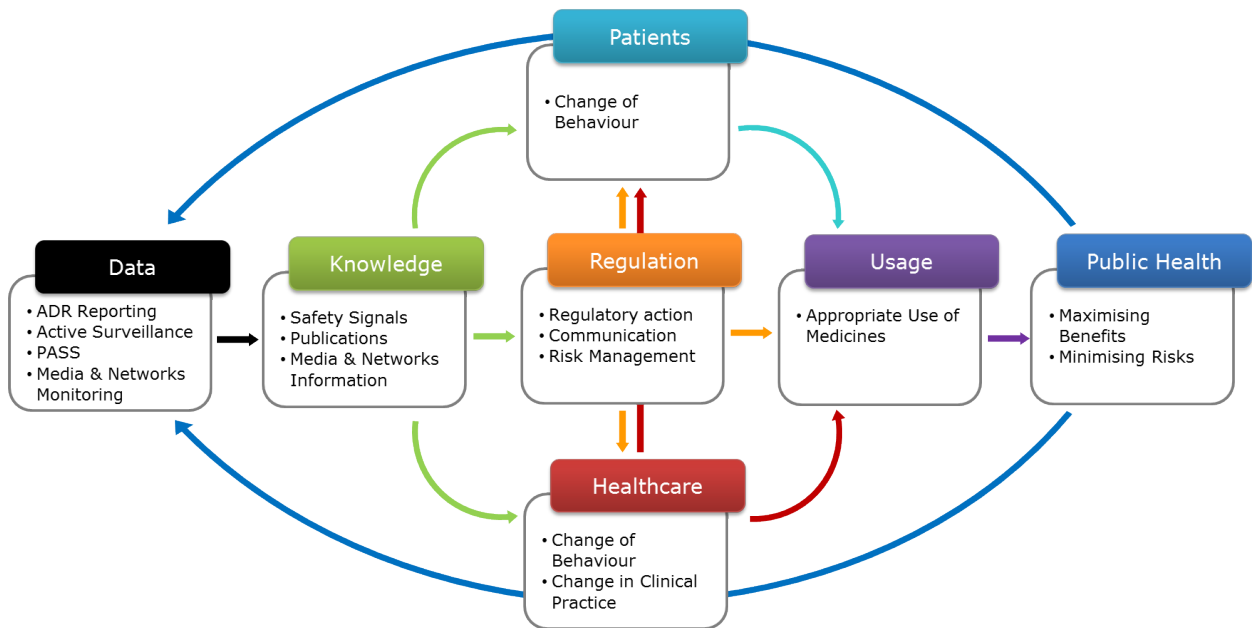 Patients
• Change of
Behaviour
Data
• ADR Reporting
• Active Surveillance
• PASS
• Media & Networks
Monitoring
Knowledge
• Safety Signals
• Publications
• Media & Networks
Information
Regulation
• Regulatory action
• Communication
• Risk Management
Usage
• Appropriate Use of
Medicines
Public Health
• Maximising
Benefits
• Minimising Risks
Healthcare
• Change of
Behaviour
• Change in Clinical
Practice